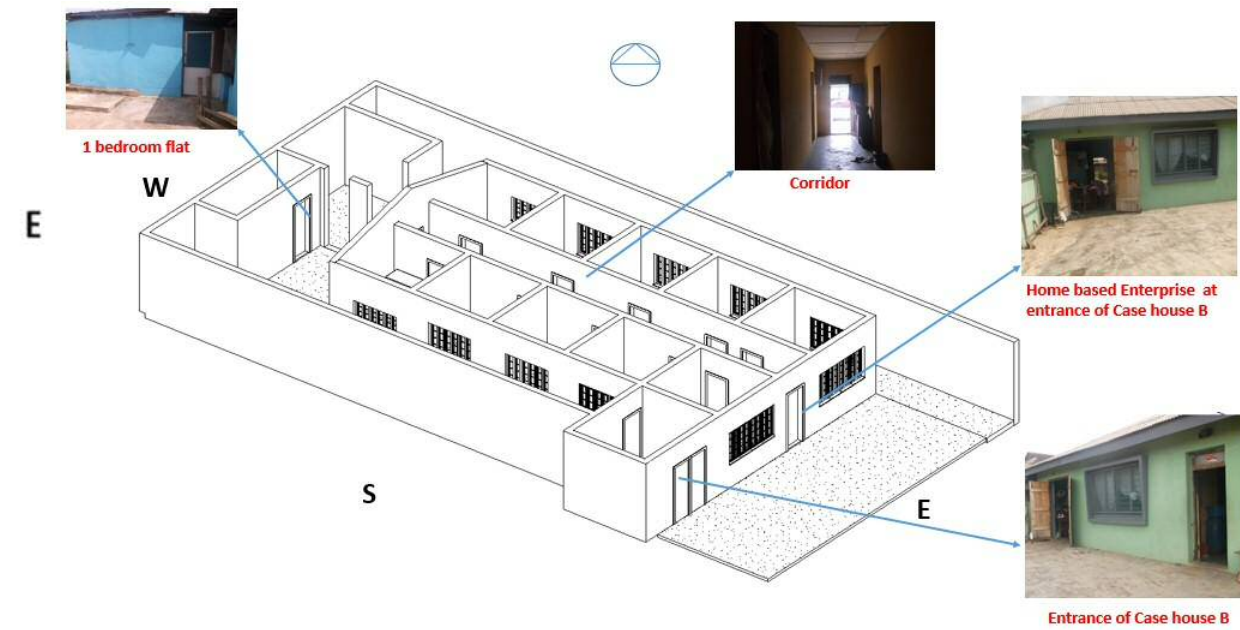 1 bedroom flat
W
E
Corridor
Home based Enterprise at
entrance of Case house B
S
E
Entrance of Case house B